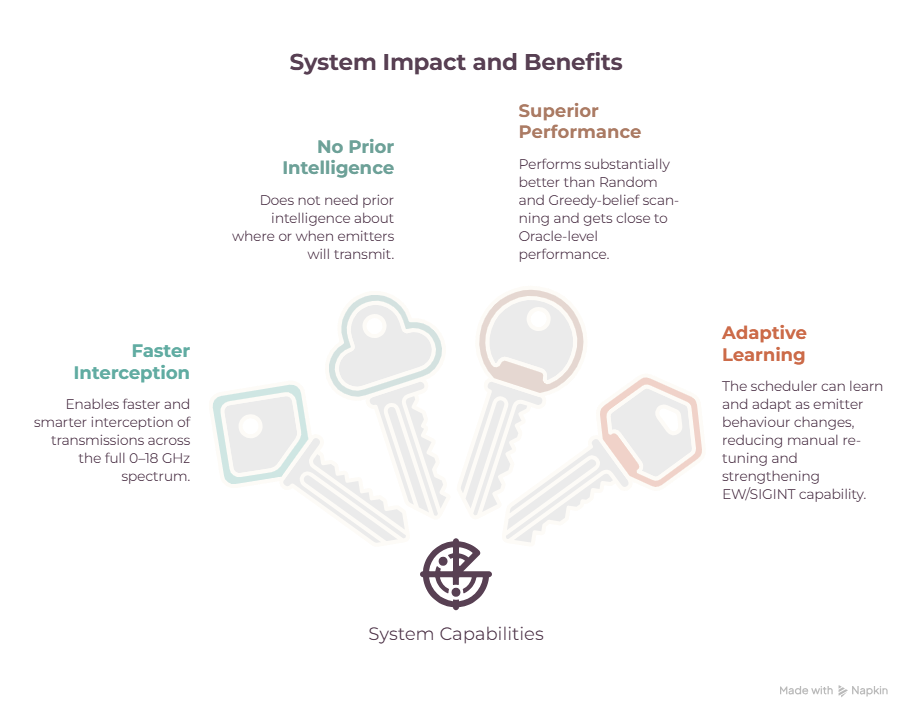 System Impact and Benefits
Superior
Performance
Performs substantially
better than Random
and Greedy-belief scan-
ning and gets close to
Oracle-level
performance.
No Prior
Intelligence
Does not need prior
intelligence about
where or when emitters
will transmit.
Adaptive
Learning
The scheduler can learn
and adapt as emitter
behaviour changes,
reducing manual re-
tuning and
strengthening
EW/SIGINT capability.
Faster
Interception
Enables faster and
smarter interception of
transmissions across
the full 0–18 GHz
spectrum.
System Capabilities
Made with Napkin